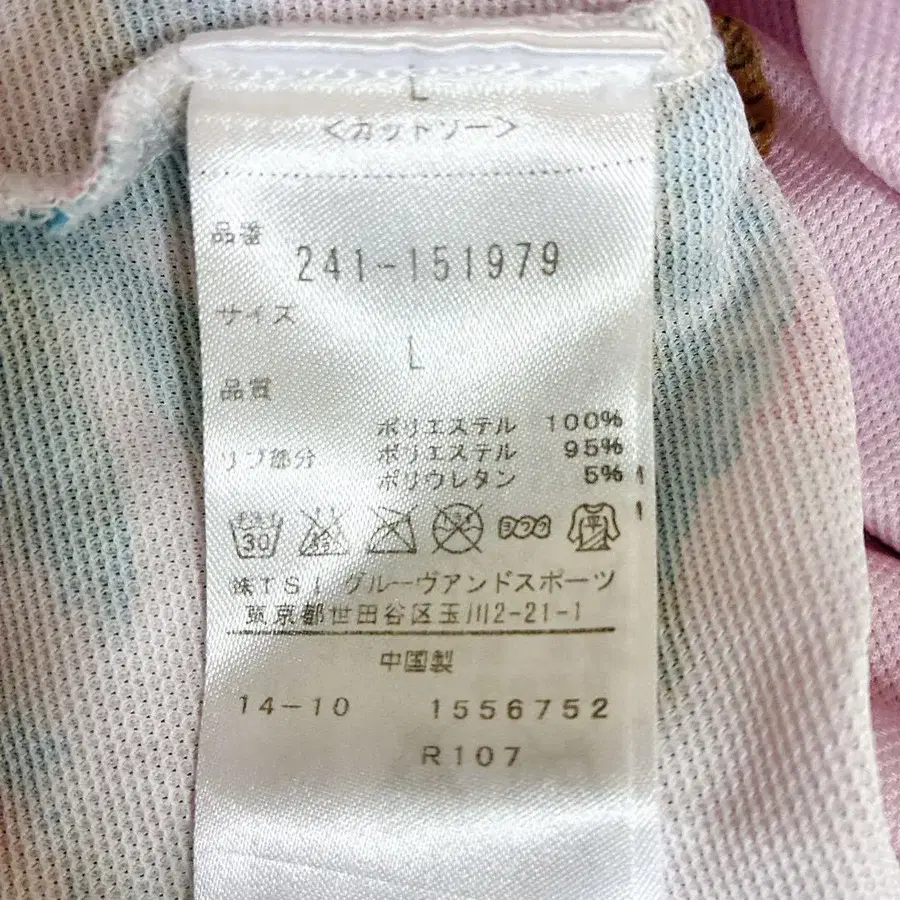 L
<カットソー>
品番
241-151979
サイズ
L
品質
ポリエステル 100%
リブ部分 ポリエステル 95%
ポリウレタン 5%
30
平
㈱TSI グルーヴアンドスポーツ
東京都世田谷区玉川2-21-1
中国製
14-10 1556752
R107